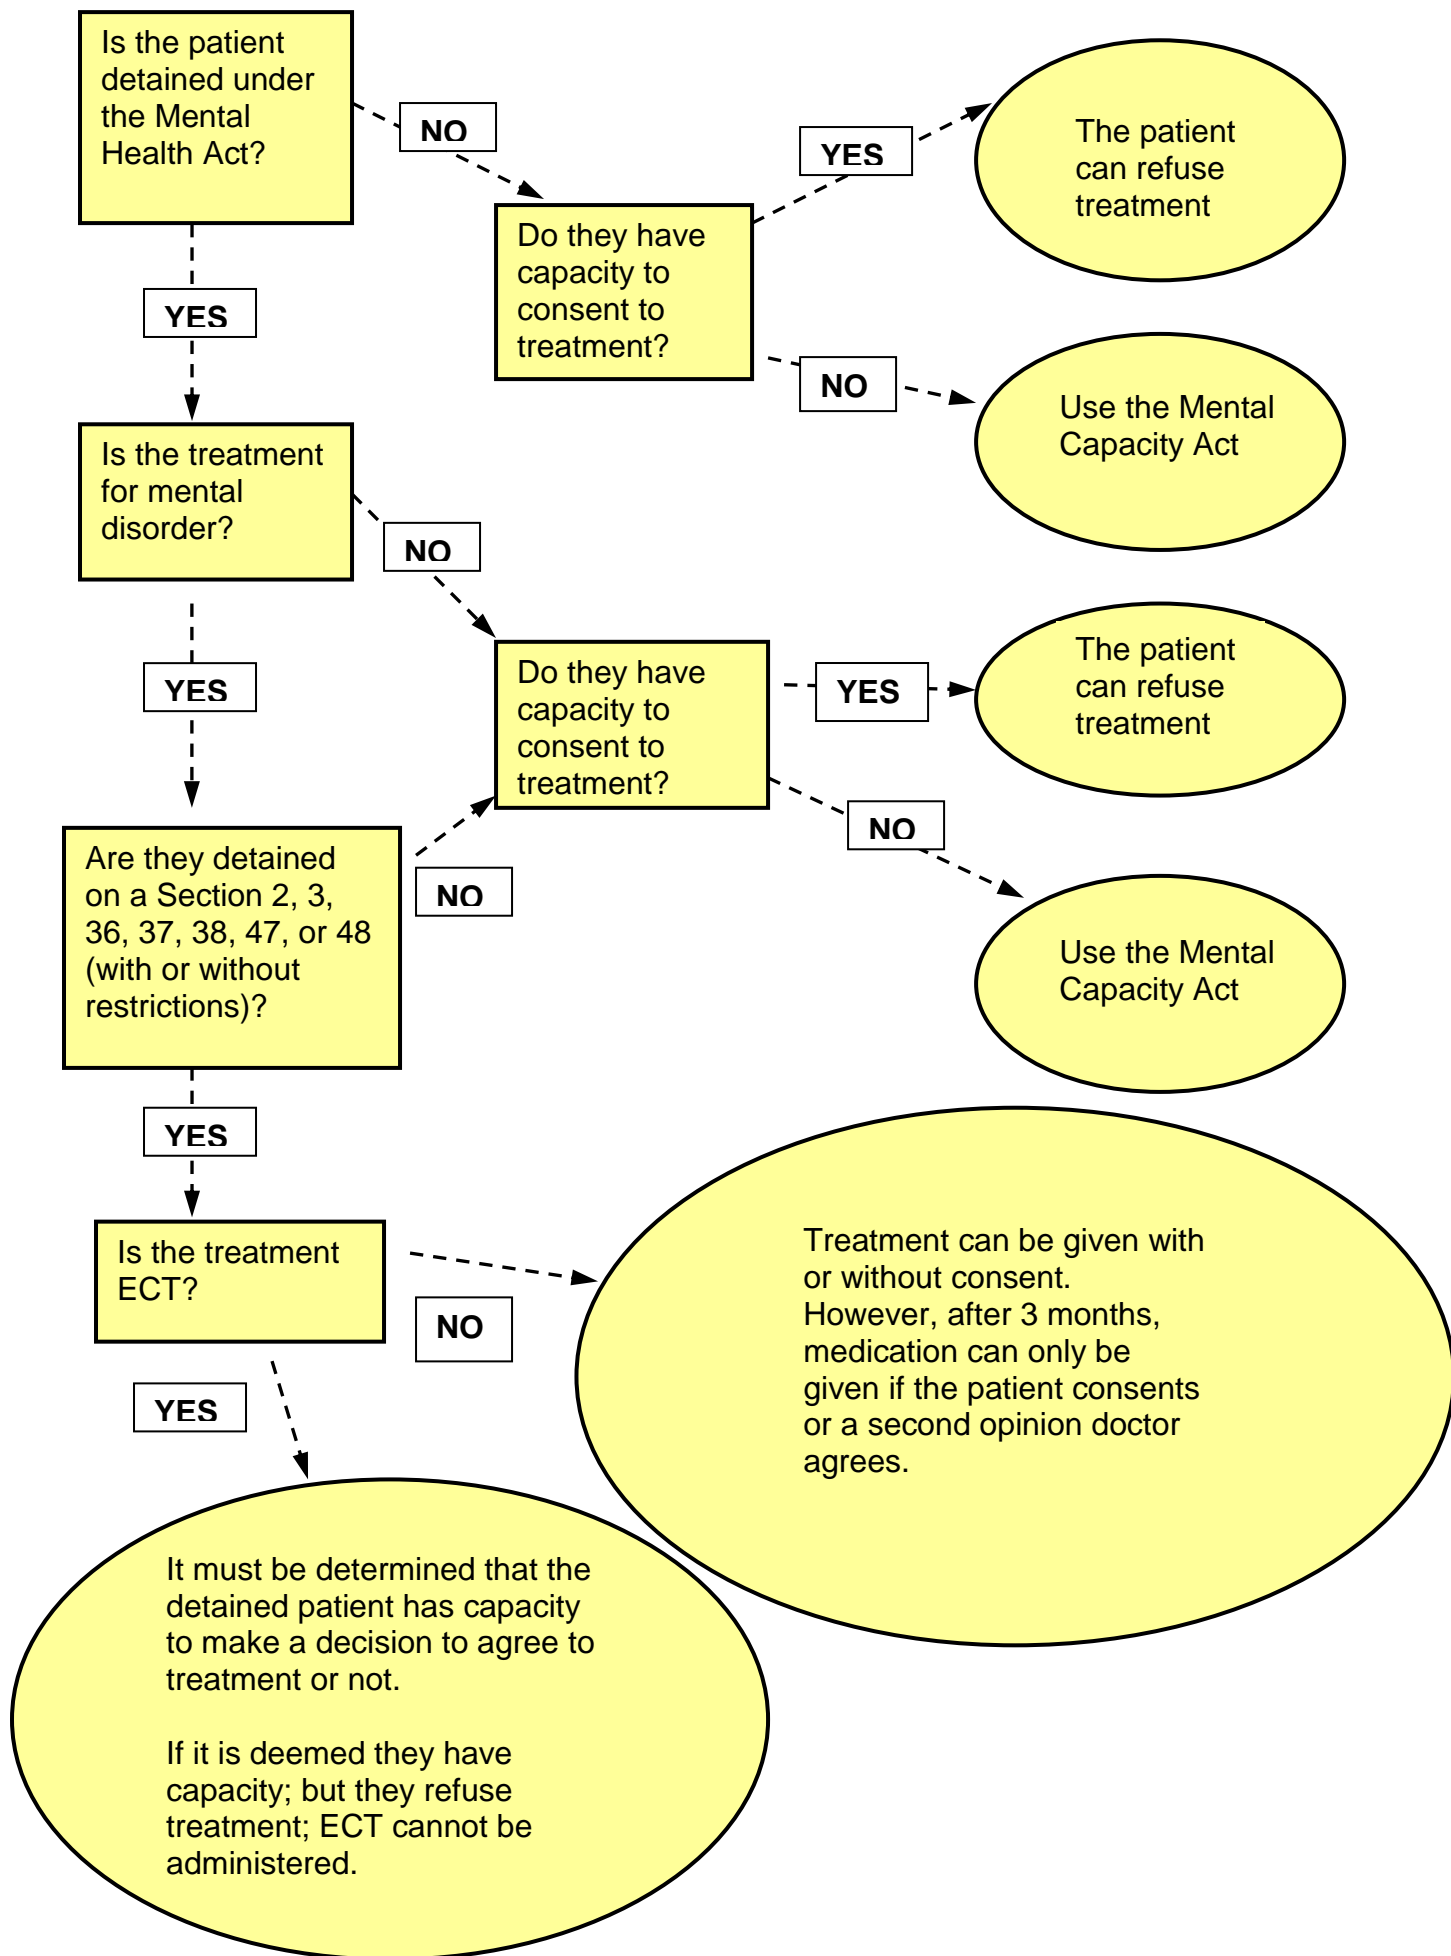 Is the patient
detained under
the Mental
Health Act?
NO
YES
The patient
can refuse
treatment
Do they have
capacity to
consent to
treatment?
YES
NO
Use the Mental
Capacity Act
Is the treatment
for mental
disorder?
NO
YES
Do they have
capacity to
consent to
treatment?
YES
The patient
can refuse
treatment
NO
Use the Mental
Capacity Act
Are they detained
on a Section 2, 3,
36, 37, 38, 47, or 48
(with or without
restrictions)?
NO
YES
Is the treatment
ECT?
NO
Treatment can be given with
or without consent.
However, after 3 months,
medication can only be
given if the patient consents
or a second opinion doctor
agrees.
YES
It must be determined that the
detained patient has capacity
to make a decision to agree to
treatment or not.
If it is deemed they have
capacity; but they refuse
treatment; ECT cannot be
administered.